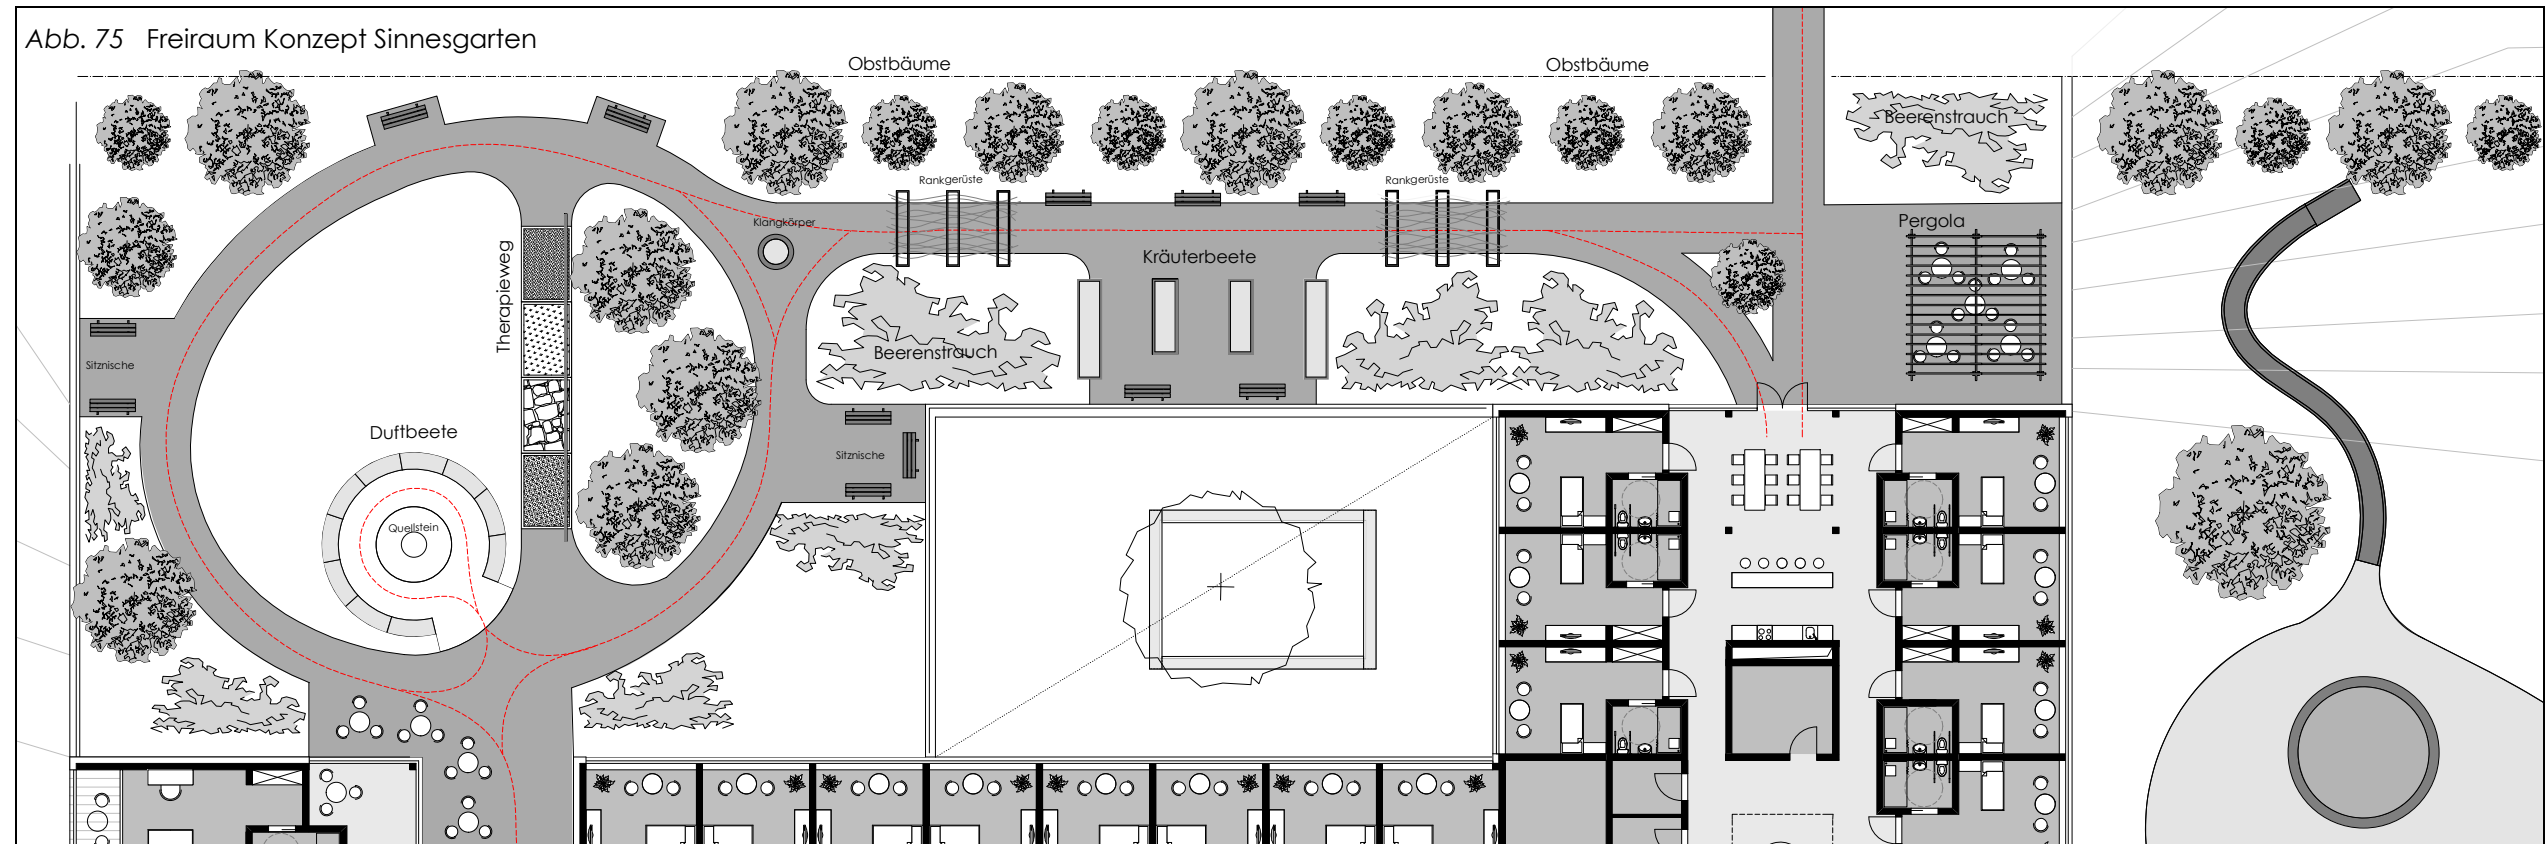 Abb. 75 Freiraum Konzept Sinnesgarten
Obstbäume
Obstbäume
Beerenstrauch
Rankgerüste
Rankgerüste
Klangkörper
Pergola
Therapieweg
Kräuterbeete
Sitznische
Beerenstrauch
Duftbeete
Sitznische
Quellstein